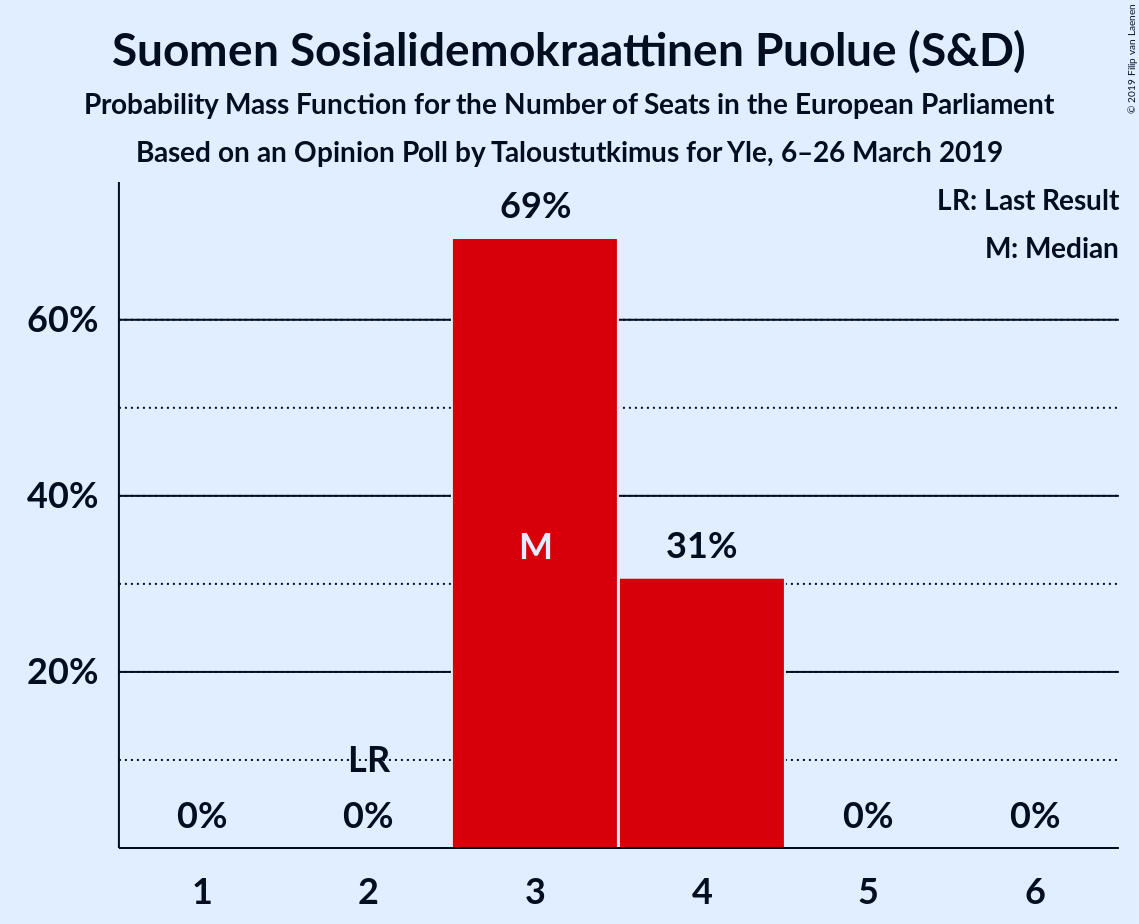 Suomen Sosialidemokraattinen Puolue (S&D)
Probability Mass Function for the Number of Seats in the European Parliament
Based on an Opinion Poll by Taloustutkimus for Yle, 6–26 March 2019
© 2019 Filip van Laenen
LR: Last Result
M: Median
69%
60%
40%
M
31%
20%
LR
0%
0%
0%
0%
1
2
3
4
5
6